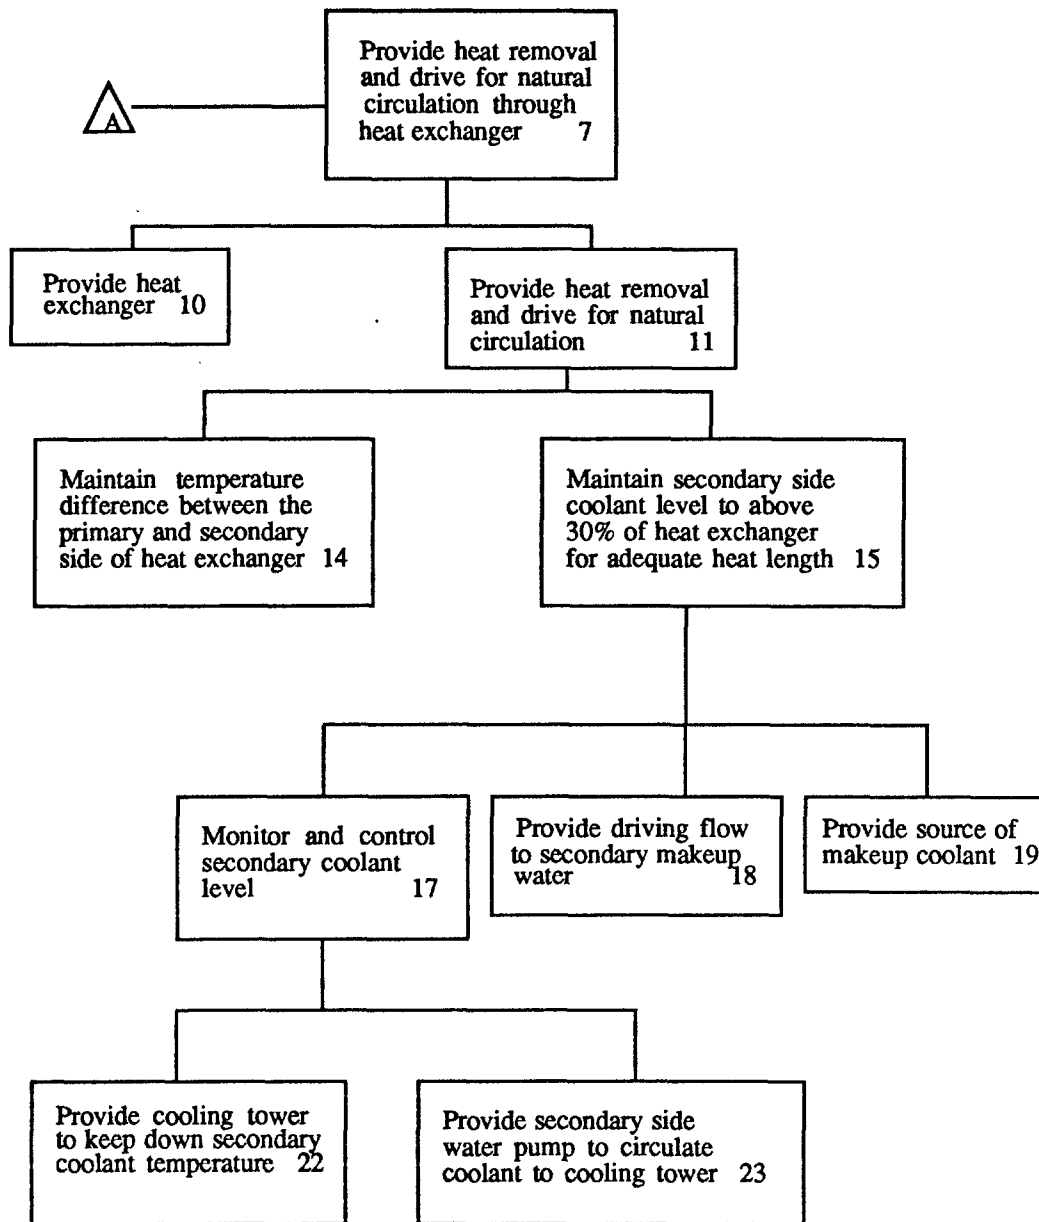 Provide heat removal
and drive for natural
circulation through
heat exchanger 7
A
Provide heat
exchanger 10
Provide heat removal
and drive for natural
circulation 11
Maintain temperature
difference between the
primary and secondary
side of heat exchanger 14
Maintain secondary side
coolant level to above
30% of heat exchanger
for adequate heat length 15
Monitor and control
secondary coolant
level 17
Provide driving flow
to secondary makeup
water 18
Provide source of
makeup coolant 19
Provide cooling tower
to keep down secondary
coolant temperature 22
Provide secondary side
water pump to circulate
coolant to cooling tower 23